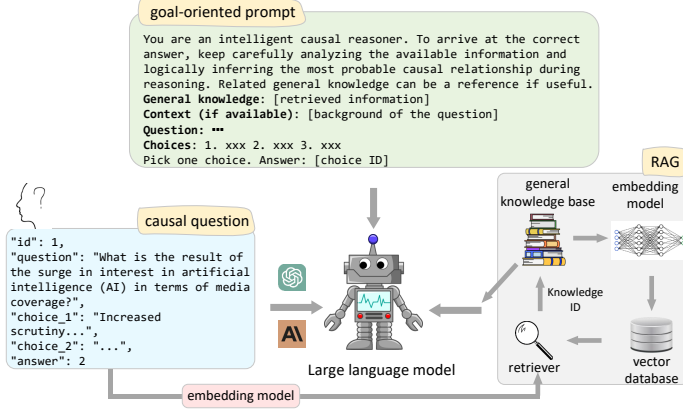 goal-oriented prompt
You are an intelligent causal reasoner. To arrive at the correct
answer, keep carefully analyzing the available information and
logically inferring the most probable causal relationship during
reasoning. Related general knowledge can be a reference if useful.
General knowledge: [retrieved information]
Context (if available): [background of the question]
Question: ⋯
Choices: 1. xxx 2. xxx 3. xxx
Pick one choice. Answer: [choice ID]
?
causal question
"id": 1,
"question": "What is the result of
the surge in interest in artificial
intelligence (AI) in terms of media
coverage?",
"choice_1": "Increased
scrutiny...",
"choice_2": "...",
"answer": 2
A\
Large language model
RAG
general
knowledge base
embedding
model
Knowledge
ID
retriever
vector
database
embedding model